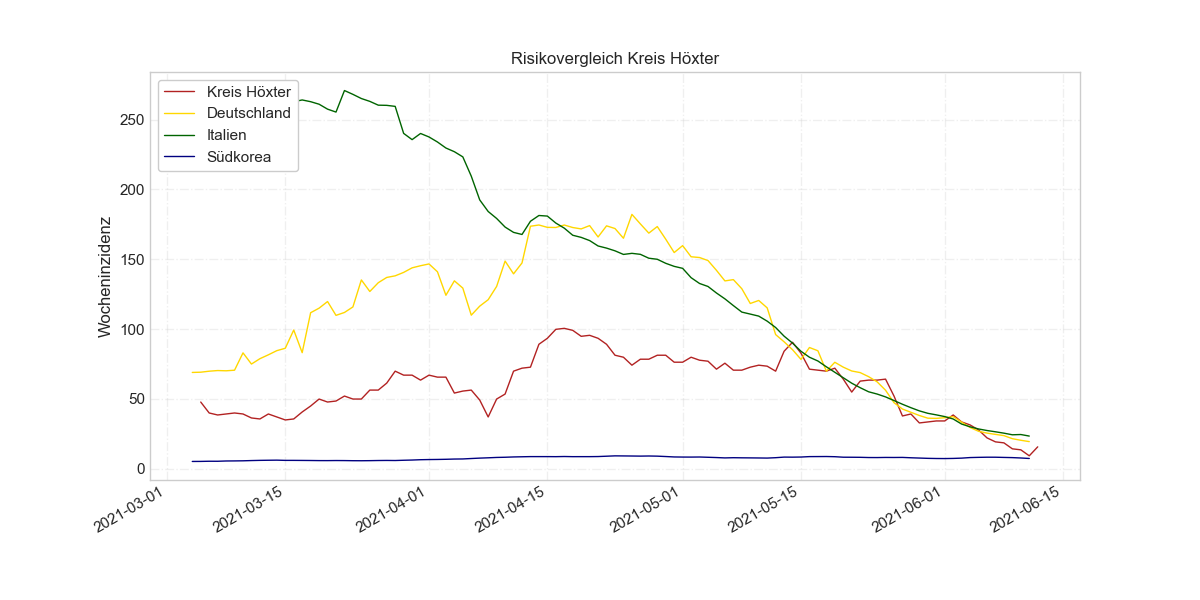 Risikovergleich Kreis Höxter
Kreis Höxter
Deutschland
Italien
Südkorea
Wocheninzidenz
250
200
150
100
50
0
2021-03-01
2021-03-15
2021-04-01
2021-04-15
2021-05-01
2021-05-15
2021-06-01
2021-06-15